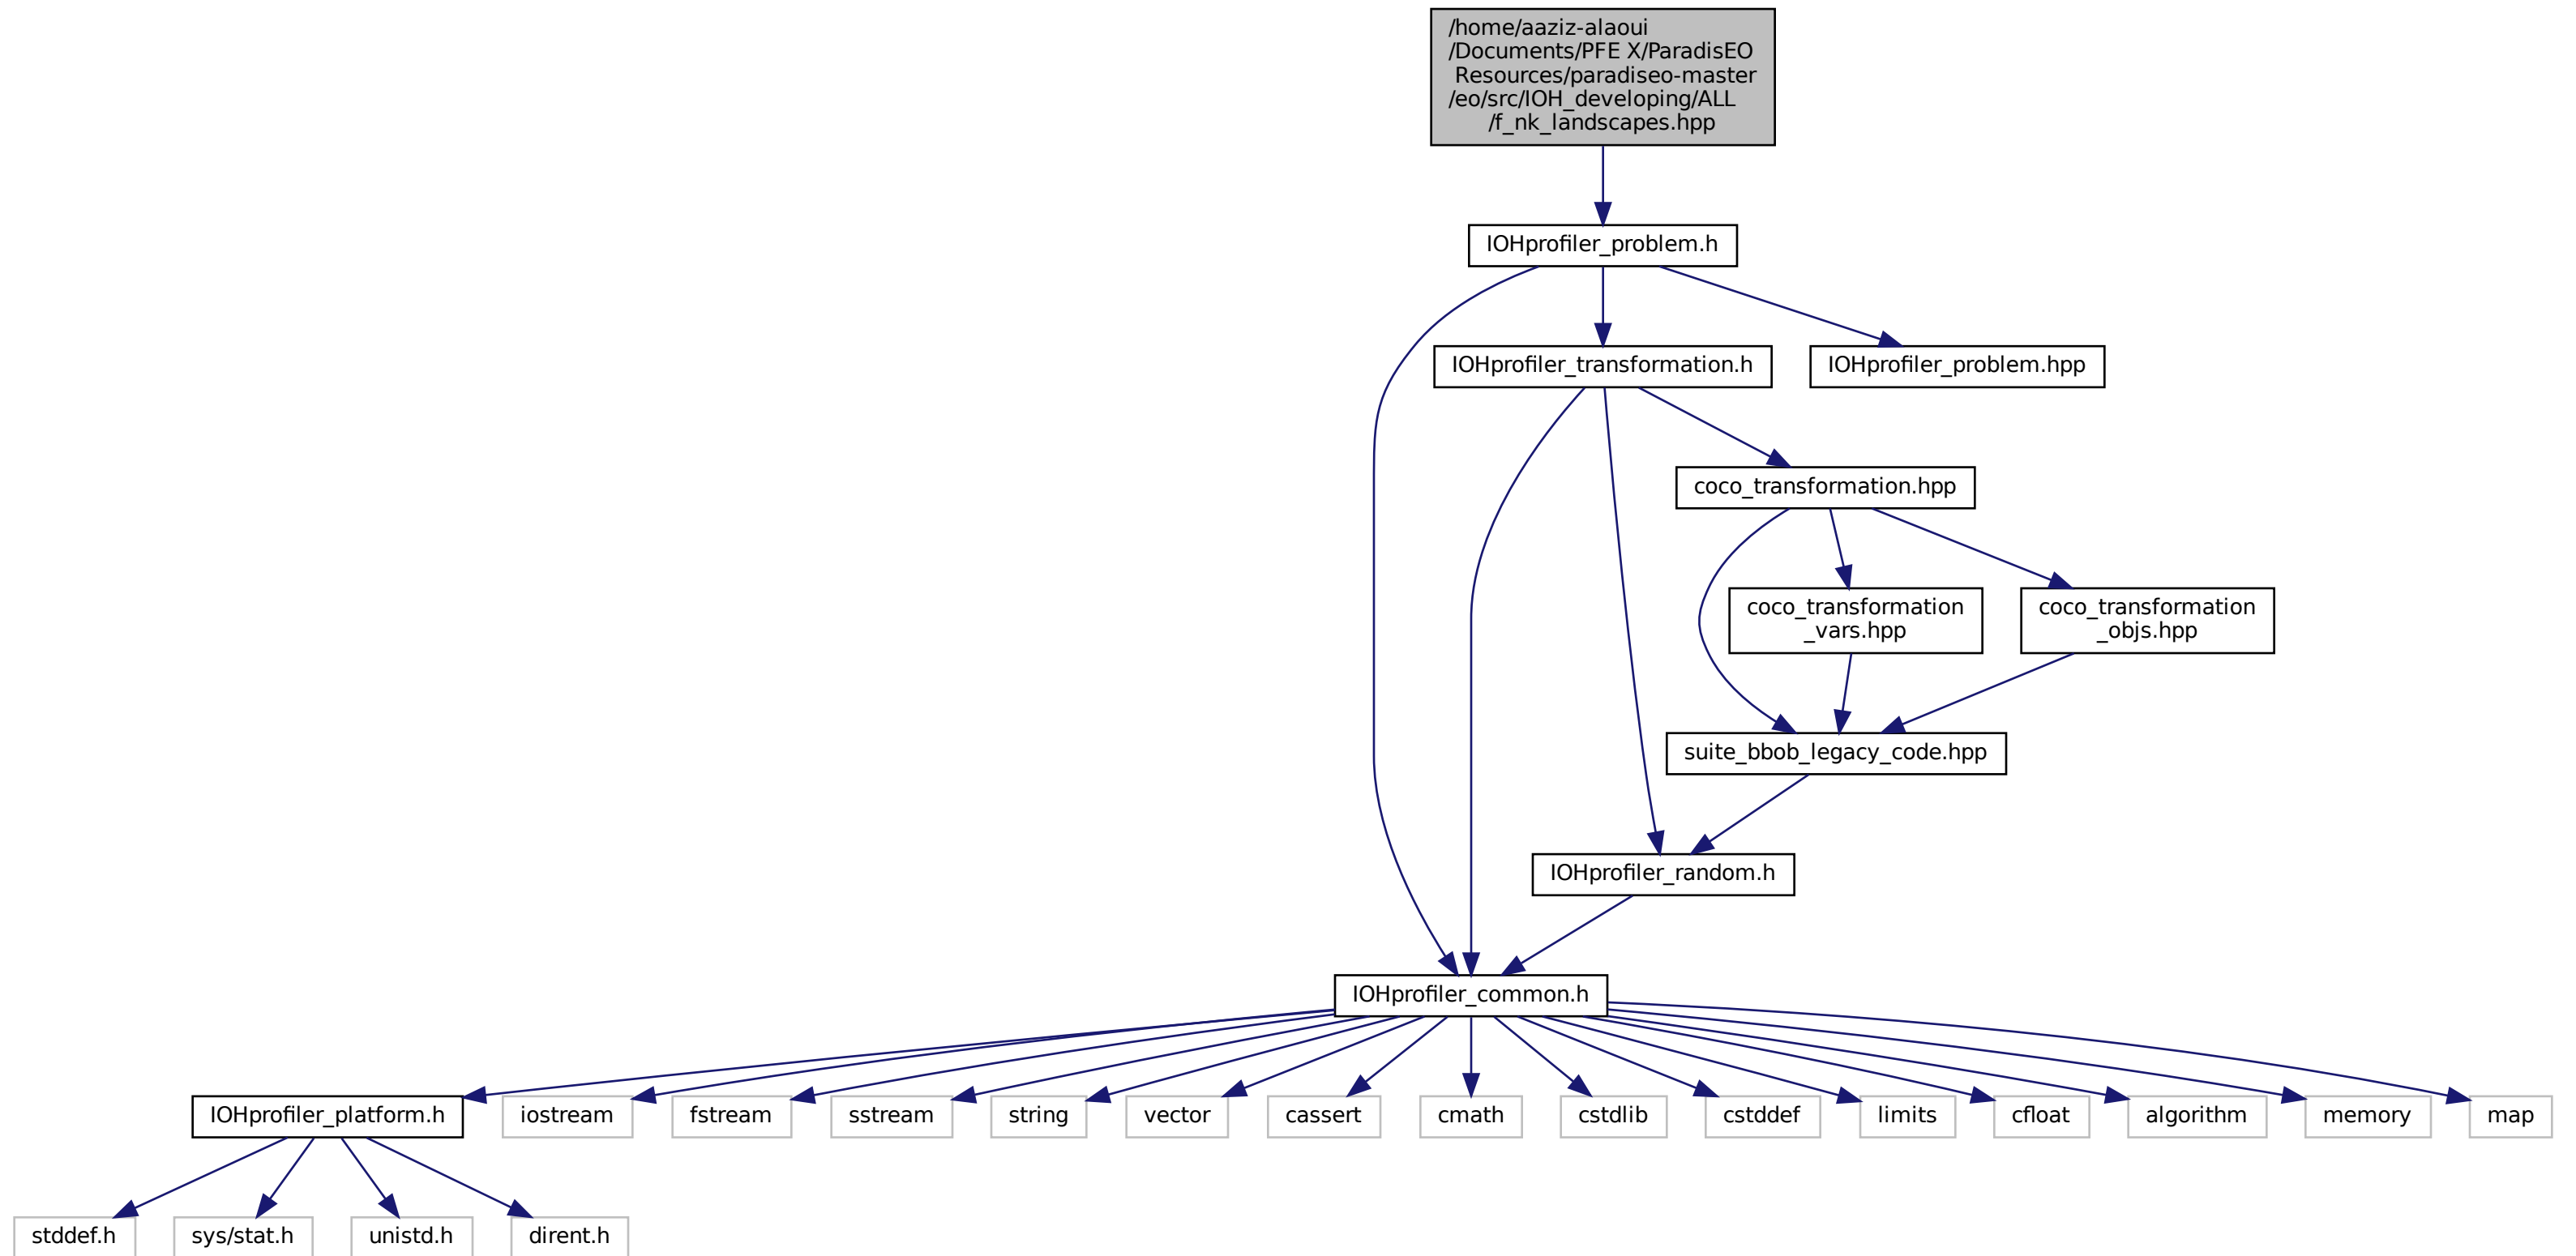 /home/aaziz-alaoui
/Documents/PFE X/ParadisEO
Resources/paradiseo-master
/eo/src/IOH_developing/ALL
/f_nk_landscapes.hpp
IOHprofiler_problem.h
IOHprofiler_transformation.h
IOHprofiler_problem.hpp
coco_transformation.hpp
coco_transformation
_vars.hpp
coco_transformation
_objs.hpp
suite_bbob_legacy_code.hpp
IOHprofiler_random.h
IOHprofiler_common.h
IOHprofiler_platform.h
iostream
fstream
sstream
string
vector
cassert
cmath
cstdlib
cstddef
limits
cfloat
algorithm
memory
map
stddef.h
sys/stat.h
unistd.h
dirent.h